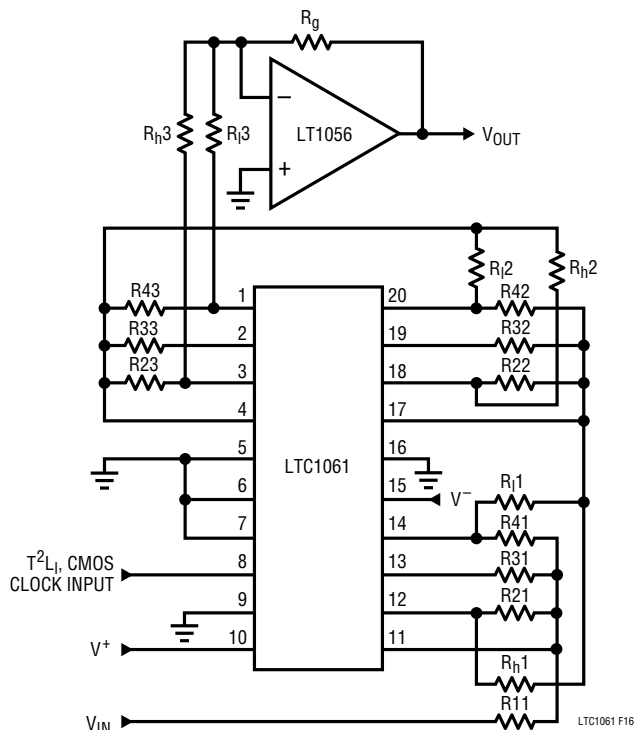 Rg
LT1056
−
+
VOUT
Rh3
Rl3
Rl2
Rh2
R43
1
20
R42
R33
2
19
R32
R23
3
18
R22
4
17
LTC1061
5
16
6
15
V−
7
14
Rl1
R41
T2LI, CMOS
CLOCK INPUT
8
13
R31
9
12
R21
V+
10
11
Rh1
VIN
R11
LTC1061 F16